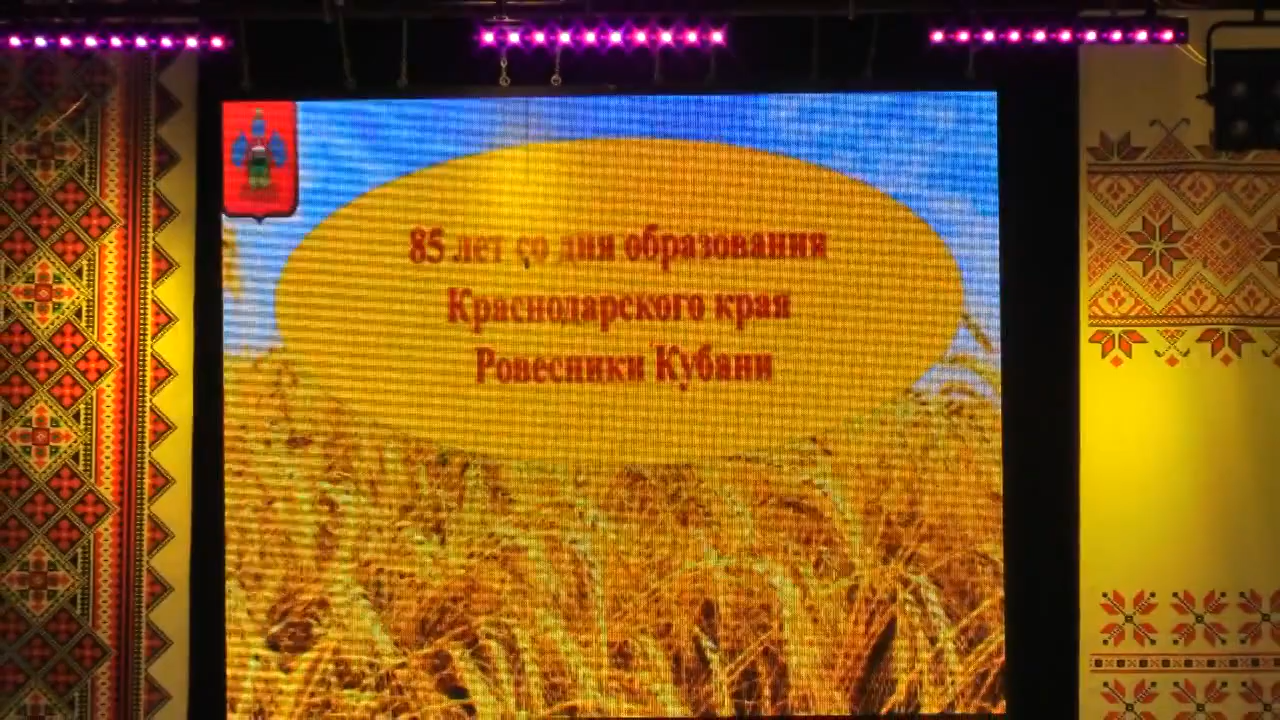 85 лет со дня образования
Краснодарского края
Ровесники Кубани